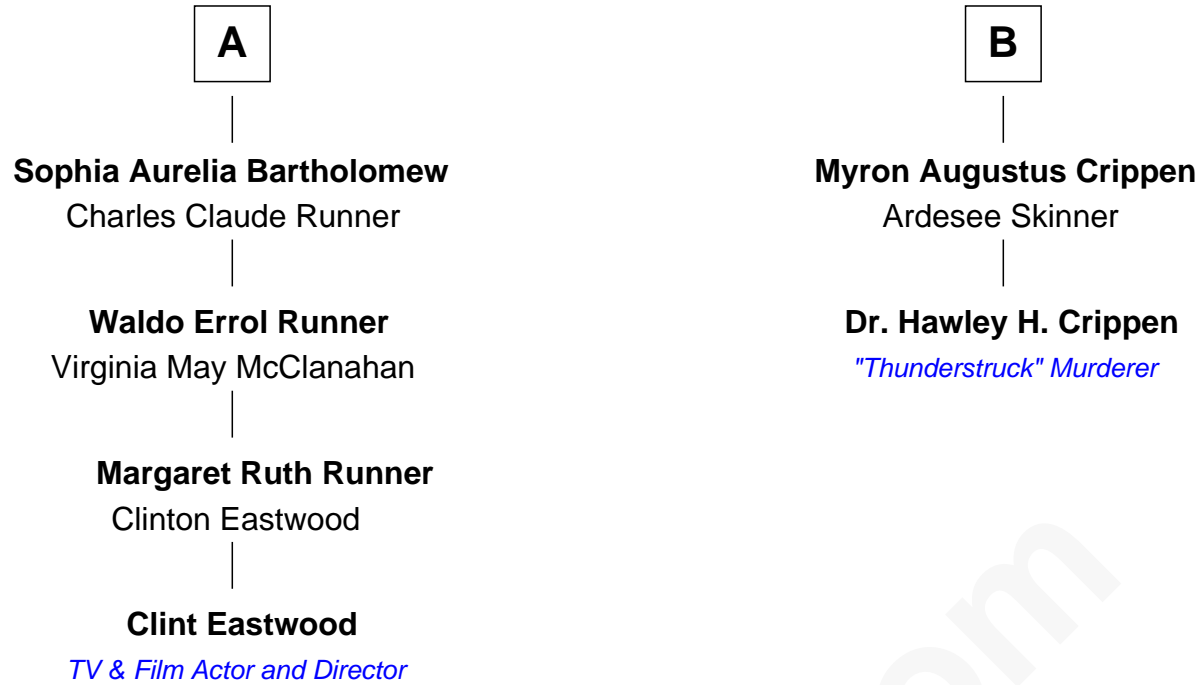 A
Sophia Aurelia Bartholomew
Charles Claude Runner
Waldo Errol Runner
Virginia May McClanahan
Margaret Ruth Runner
Clinton Eastwood
Clint Eastwood
TV & Film Actor and Director
B
Myron Augustus Crippen
Ardesee Skinner
Dr. Hawley H. Crippen
"Thunderstruck" Murderer
om